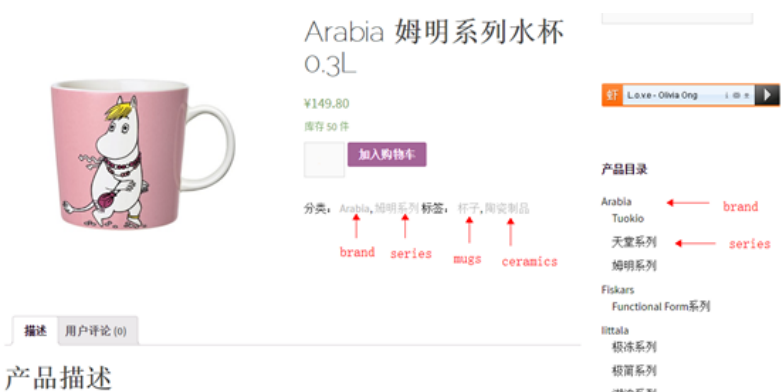 Arabia 姆明系列水杯
0.3L
¥149.80
库存 50 件
加入购物车
分类： Arabia, 姆明系列 标签： 杯子, 陶瓷制品
brand series mugs ceramics
描述 用户评论 (0)
产品描述
虾 L.o.v.e - Olivia Ong
产品目录
Arabia brand
Tuokio
天堂系列 series
姆明系列
Fiskars
Functional Form系列
Iittala
极冻系列
极简系列